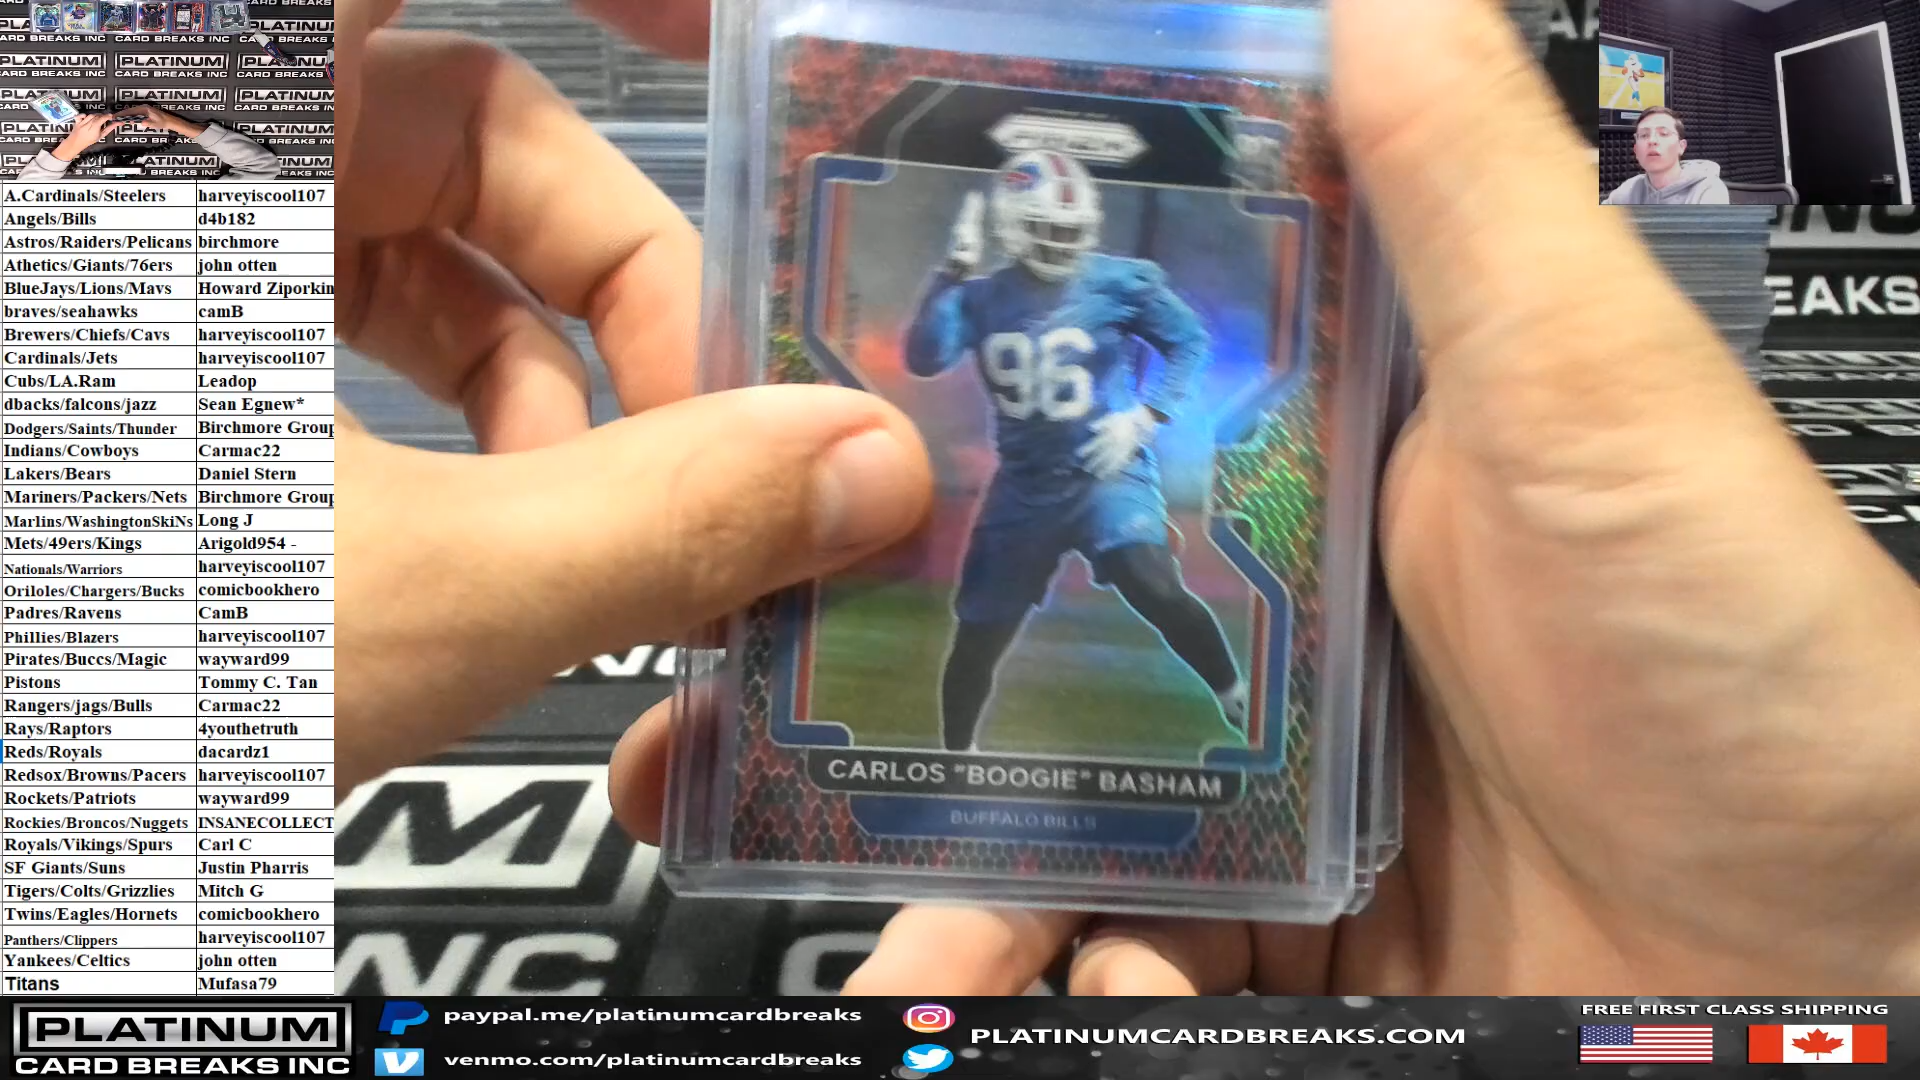 CARD BREAKS INC CARD BREAKS INC CARD BREAKS INC
PLATINUM PLATINUM
CARD BREAKS INC CARD BREAKS INC CARD BREAKS
PLATINUM PLATINUM
A.Cardinals/Steelers harveyiscool107
Angels/Bills d4b182
Astros/Raiders/Pelicans birchmore
Athetics/Giants/76ers john otten
BlueJays/Lions/Mavs Howard Ziporkin
braves/seahawks camB
Brewers/Chiefs/Cavs harveyiscool107
Cardinals/Jets harveyiscool107
Cubs/LA.Ram Leadop
dbacks/falcons/jazz Sean Egnew*
Dodgers/Saints/Thunder Birchmore Group
Indians/Cowboys Carmac22
Lakers/Bears Daniel Stern
Mariners/Packers/Nets Birchmore Group
Marlins/WashingtonSkiNs Long J
Mets/49ers/Kings Arigold954 -
Nationals/Warriors harveyiscool107
Oriloles/Chargers/Bucks comicbookhero
Padres/Ravens CamB
Phillies/Blazers harveyiscool107
Pirates/Buccs/Magic wayward99
Pistons Tommy C. Tan
Rangers/jags/Bulls Carmac22
Rays/Raptors 4youthetruth
Reds/Royals dacardz1
Redsox/Browns/Pacers harveyiscool107
Rockets/Patriots wayward99
Rockies/Broncos/Nuggets INSANECOLLECT
Royals/Vikings/Spurs Carl C
SF Giants/Suns Justin Pharris
Tigers/Colts/Grizzlies Mitch G
Twins/Eagles/Hornets comicbookhero
Panthers/Clippers harveyiscool107
Yankees/Celtics john otten
Titans Mufasa79
96
CARLOS "BOOGIE" BASHAM
BUFFALO BILLS
EAKS
PLATINUM
CARD BREAKS INC
paypal.me/platinumcardbreaks
venmo.com/platinumcardbreaks
PLATINUMCARDBREAKS.COM
FREE FIRST CLASS SHIPPING